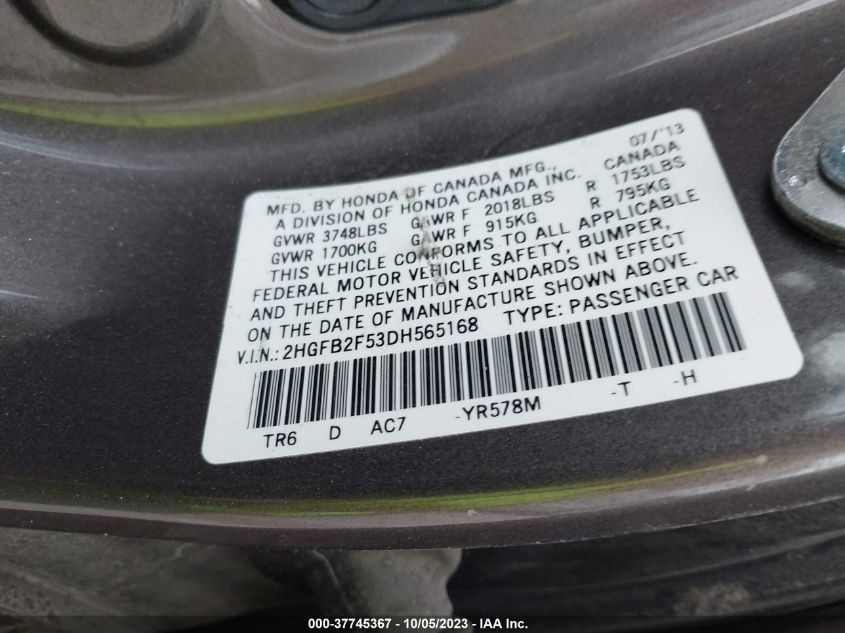 07/'13
MFD. BY HONDA OF CANADA MFG., CANADA
A DIVISION OF HONDA CANADA INC.
GVWR 3748LBS GAWR F 2018LBS R 1753LBS
GVWR 1700KG GAWR F 915KG R 795KG
THIS VEHICLE CONFORMS TO ALL APPLICABLE
FEDERAL MOTOR VEHICLE SAFETY, BUMPER,
AND THEFT PREVENTION STANDARDS IN EFFECT
ON THE DATE OF MANUFACTURE SHOWN ABOVE.
V.I.N.: 2HGFB2F53DH565168 TYPE: PASSENGER CAR
TR6 D AC7 -YR578M -T -H
000-37745367 - 10/05/2023 - IAA Inc.